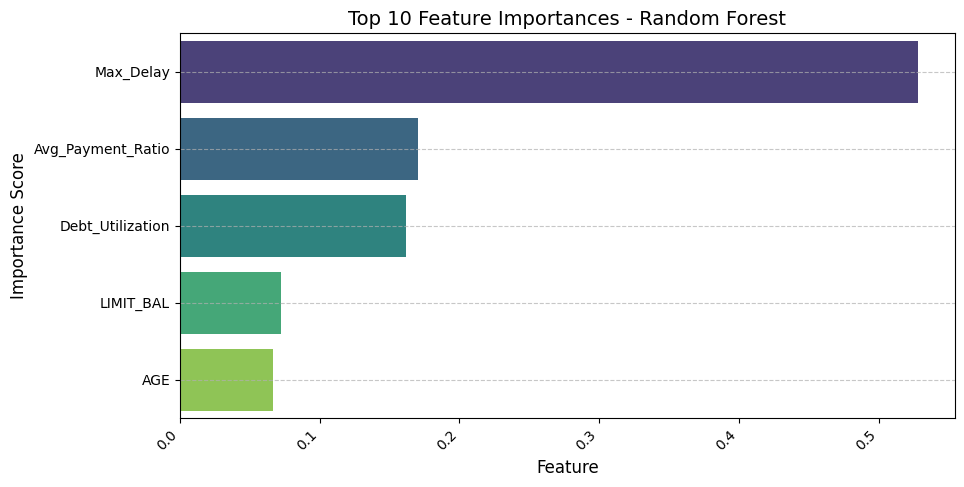 Top 10 Feature Importances - Random Forest
Importance Score
Max_Delay
Avg_Payment_Ratio
Debt_Utilization
LIMIT_BAL
AGE
0.0 0.1 0.2 0.3 0.4 0.5
Feature